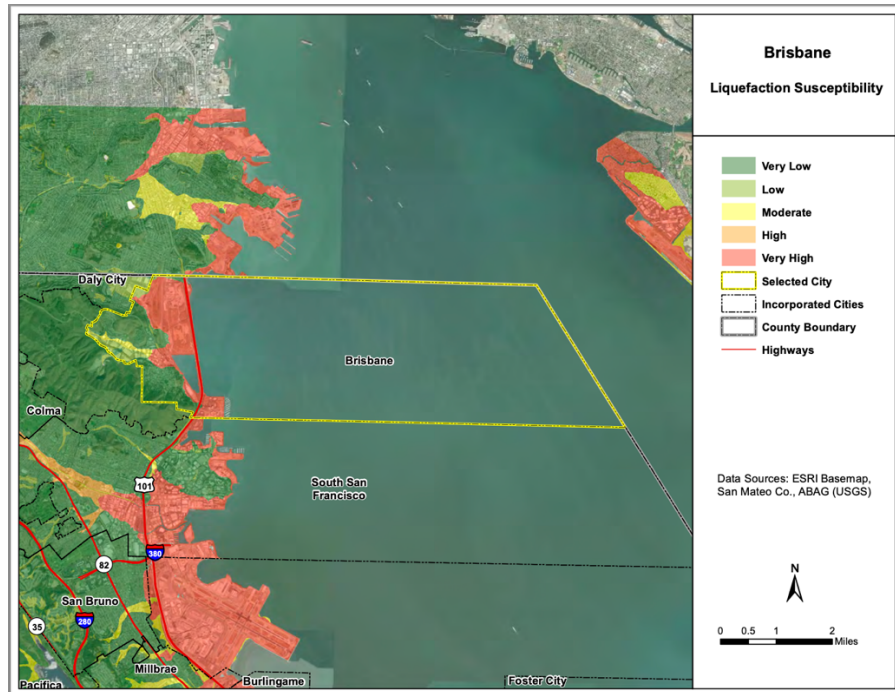 Brisbane
Liquefaction Susceptibility
Very Low
Low
Moderate
High
Very High
Selected City
Incorporated Cities
County Boundary
Highways
Data Sources: ESRI Basemap,
San Mateo Co., ABAG (USGS)
N
0 0.5 1 2
Miles
Daly City
Brisbane
Colma
South San
Francisco
101
380
82
San Bruno
280
35
Millbrae
Pacifica
Burlingame
Foster City